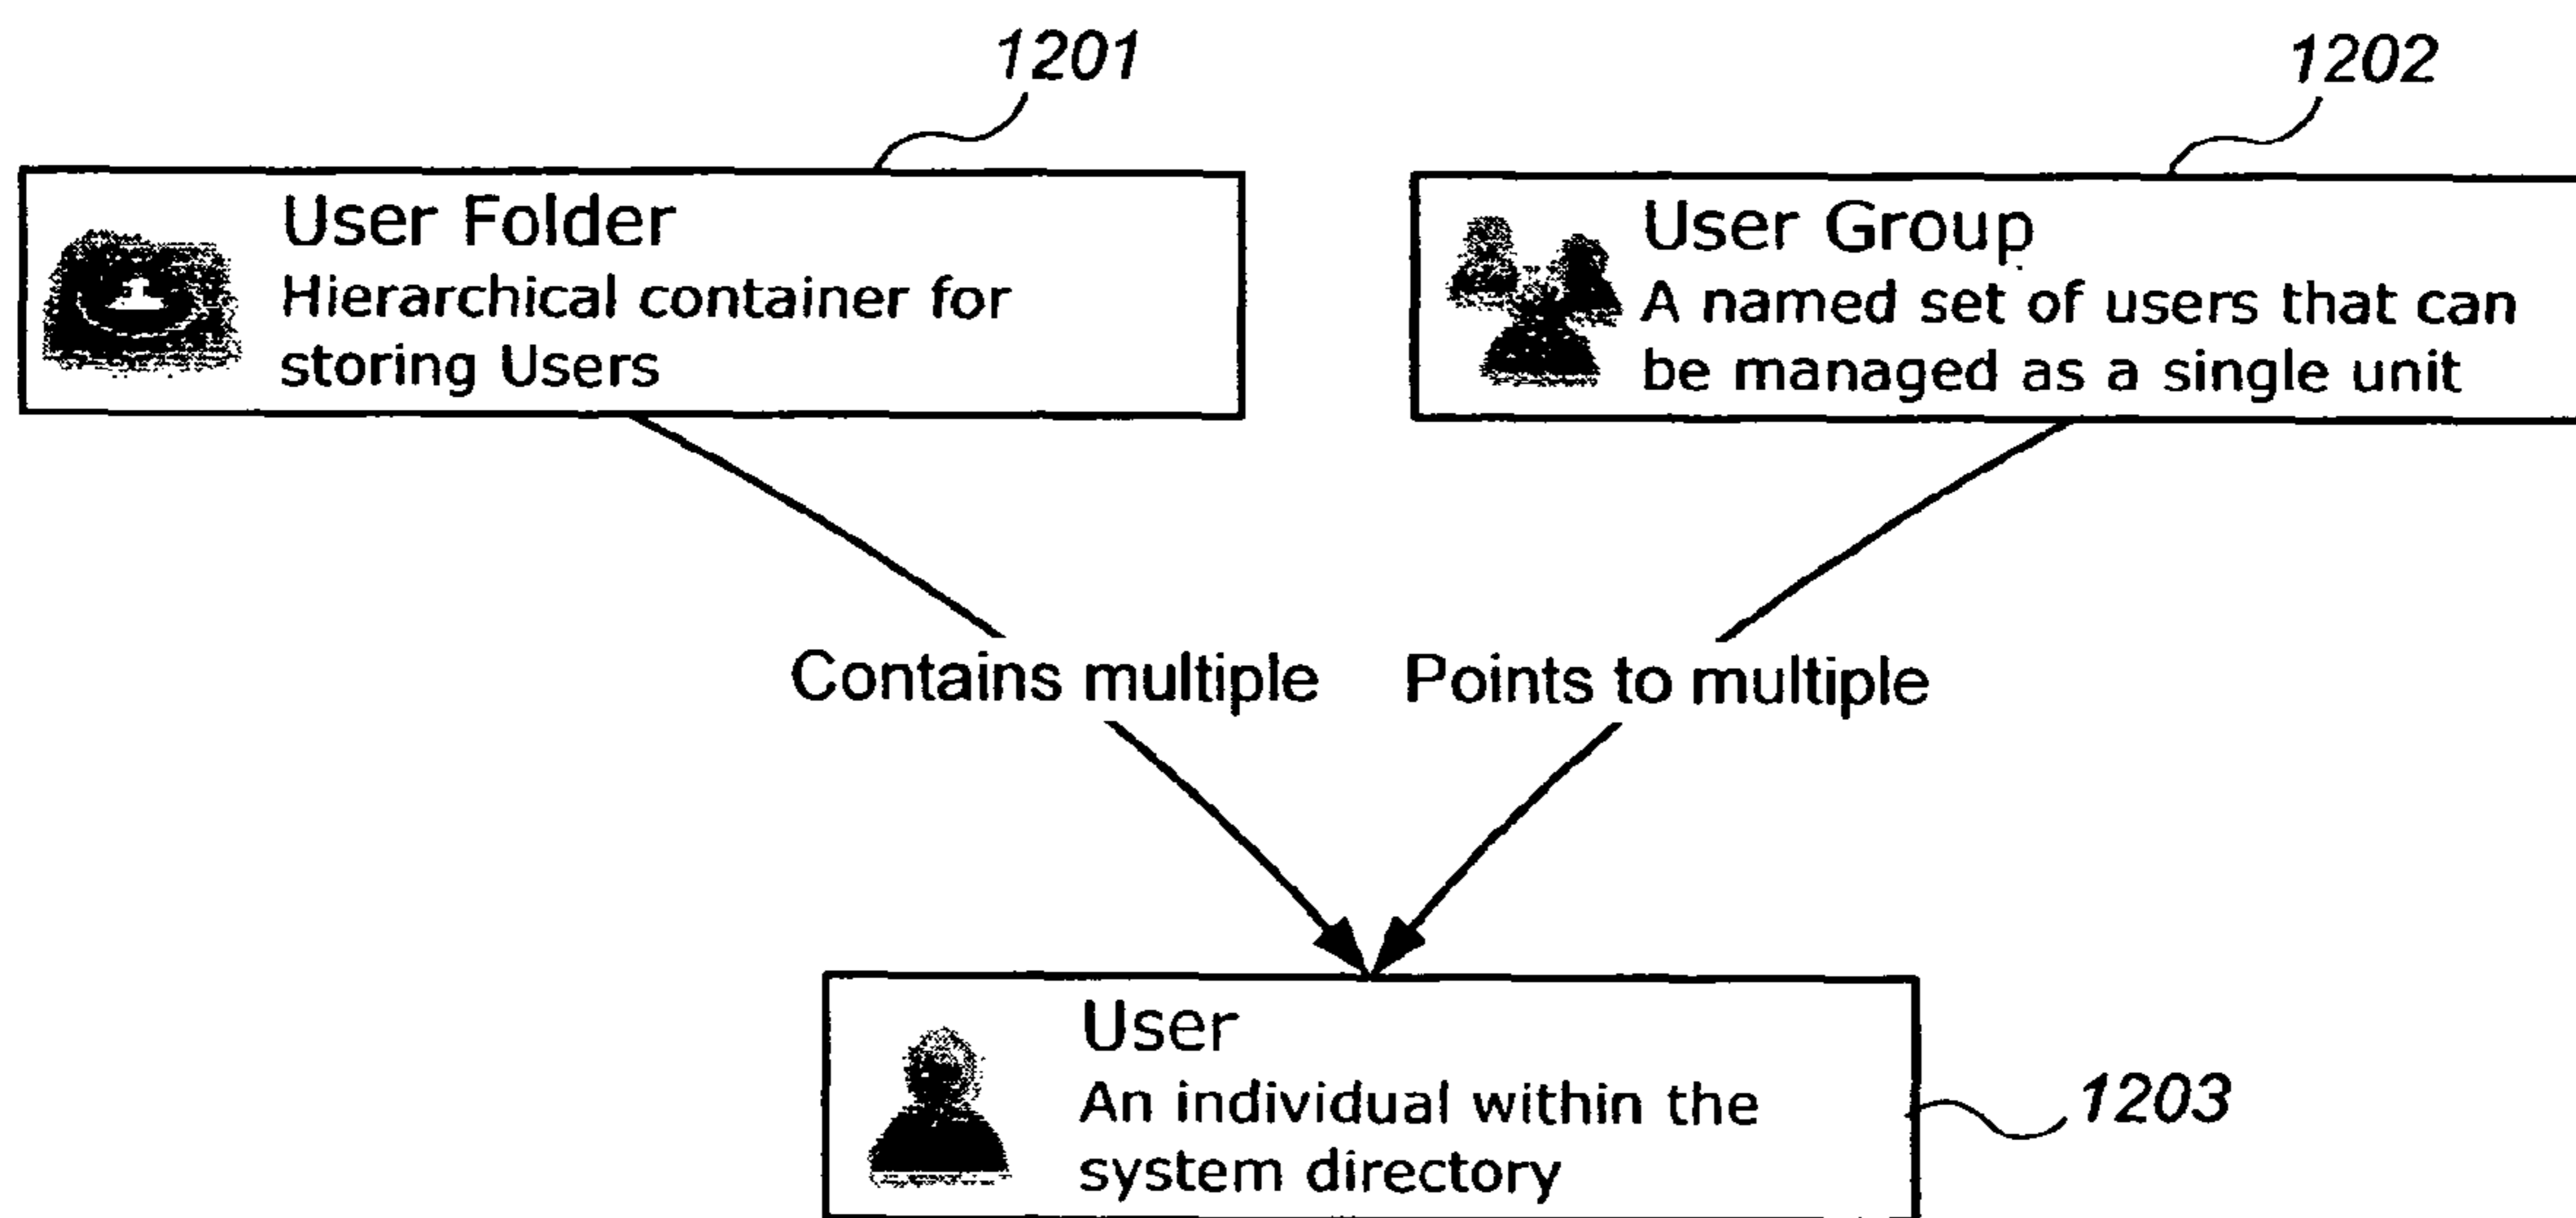 1201
1202
User Folder
Hierarchical container for
storing Users
User Group
A named set of users that can
be managed as a single unit
Contains multiple
Points to multiple
User
An individual within the
system directory
1203